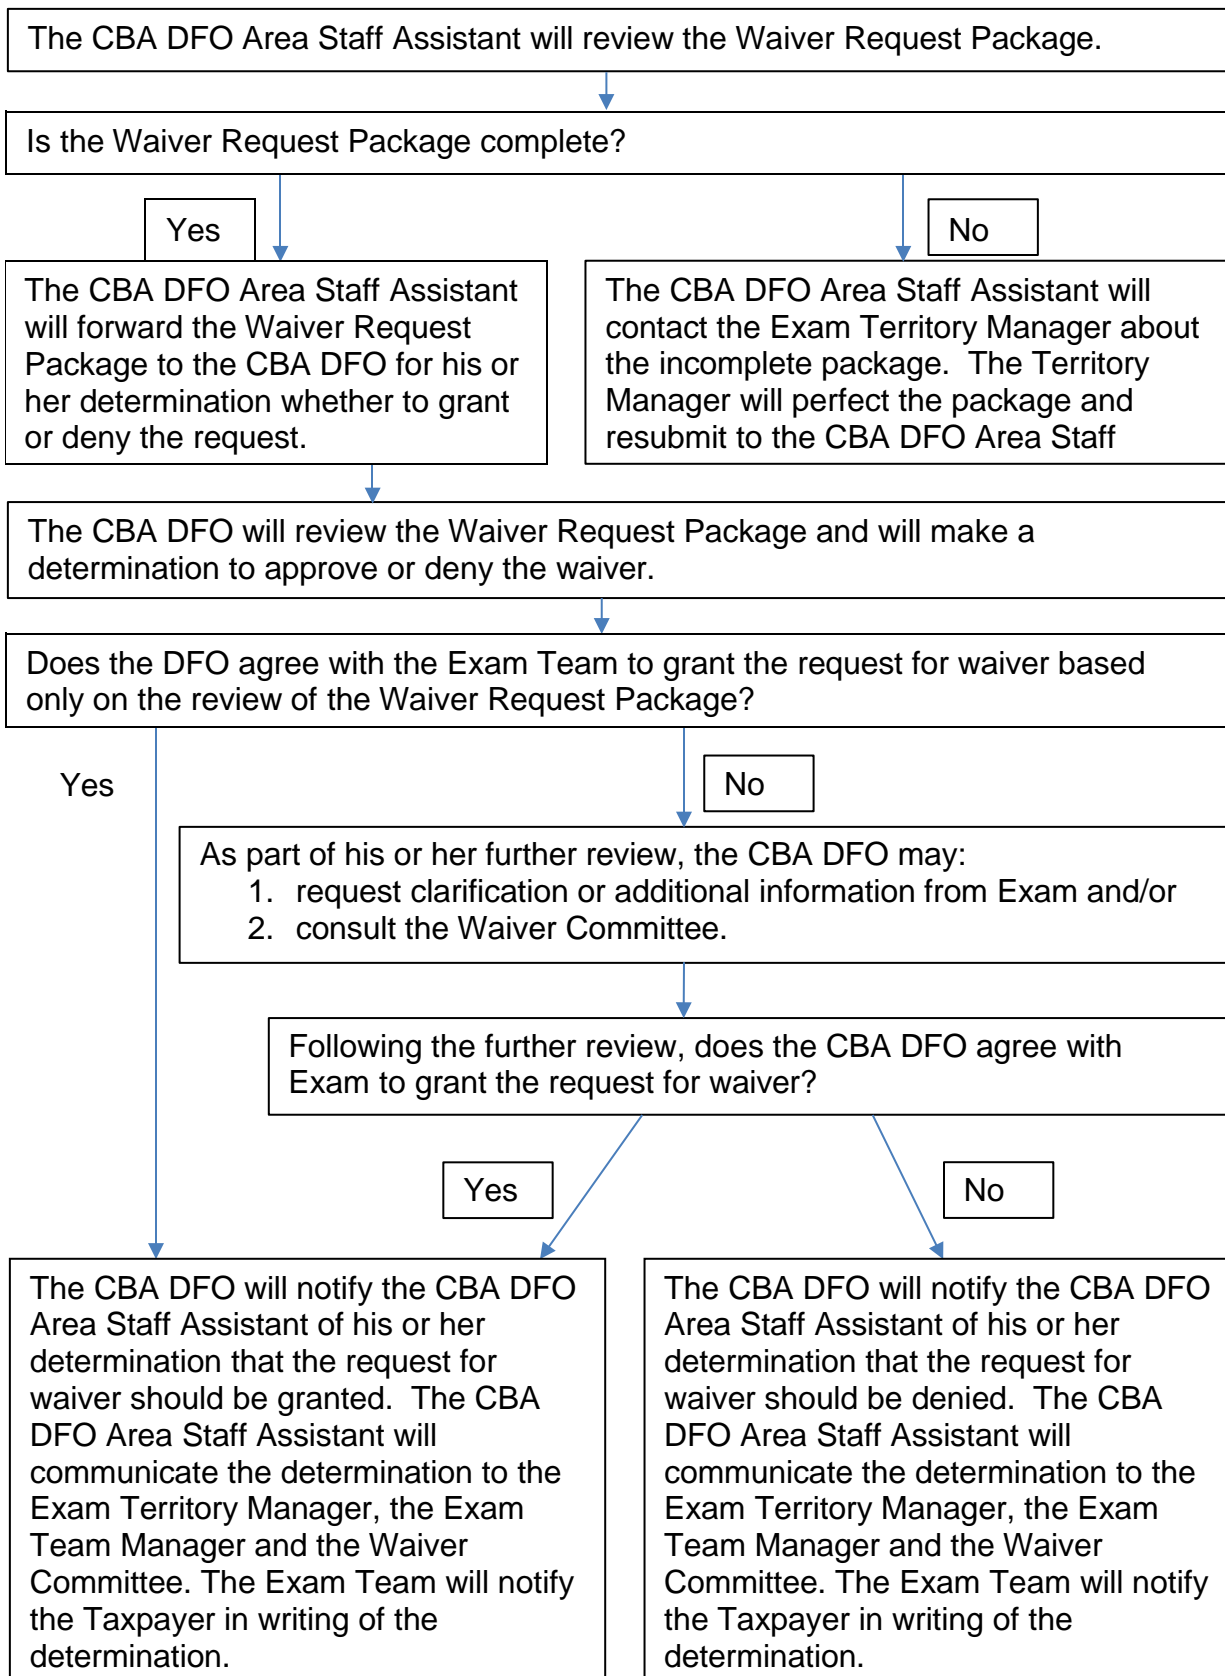 The CBA DFO Area Staff Assistant will review the Waiver Request Package.
Is the Waiver Request Package complete?
Yes
No
The CBA DFO Area Staff Assistant
will forward the Waiver Request
Package to the CBA DFO for his or
her determination whether to grant
or deny the request.
The CBA DFO Area Staff Assistant will
contact the Exam Territory Manager about
the incomplete package.  The Territory
Manager will perfect the package and
resubmit to the CBA DFO Area Staff
The CBA DFO will review the Waiver Request Package and will make a
determination to approve or deny the waiver.
Does the DFO agree with the Exam Team to grant the request for waiver based
only on the review of the Waiver Request Package?
Yes
No
As part of his or her further review, the CBA DFO may:
1. request clarification or additional information from Exam and/or
2. consult the Waiver Committee.
Following the further review, does the CBA DFO agree with
Exam to grant the request for waiver?
Yes
No
The CBA DFO will notify the CBA DFO
Area Staff Assistant of his or her
determination that the request for
waiver should be granted.  The CBA
DFO Area Staff Assistant will
communicate the determination to the
Exam Territory Manager, the Exam
Team Manager and the Waiver
Committee. The Exam Team will notify
the Taxpayer in writing of the
determination.
The CBA DFO will notify the CBA DFO
Area Staff Assistant of his or her
determination that the request for
waiver should be denied.  The CBA
DFO Area Staff Assistant will
communicate the determination to the
Exam Territory Manager, the Exam
Team Manager and the Waiver
Committee. The Exam Team will notify
the Taxpayer in writing of the
determination.